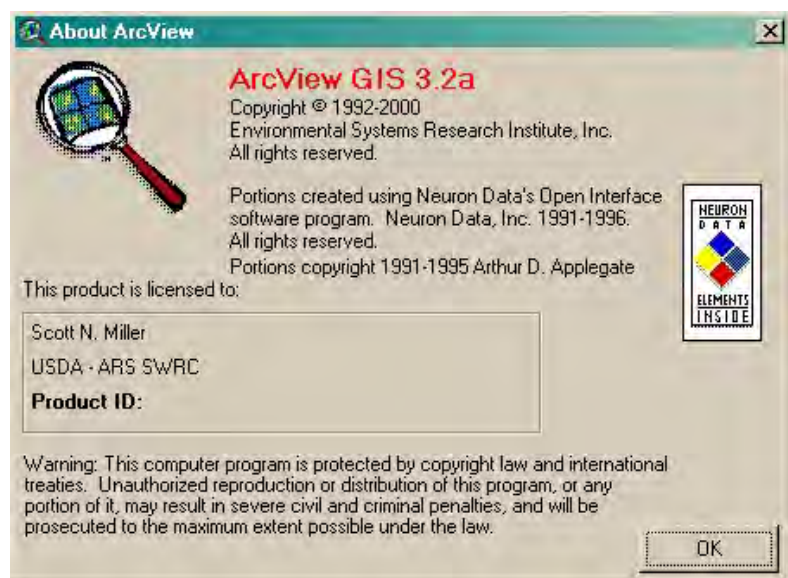 About ArcView
ArcView GIS 3.2a
Copyright © 1992-2000
Environmental Systems Research Institute, Inc.
All rights reserved.
Portions created using Neuron Data's Open Interface
software program.  Neuron Data, Inc. 1991-1996.
All rights reserved.
Portions copyright 1991-1995 Arthur D. Applegate
NEURON
DATA
ELEMENTS
INSIDE
This product is licensed to:
Scott N. Miller
USDA - ARS SWRC
Product ID:
Warning: This computer program is protected by copyright law and international
treaties.  Unauthorized reproduction or distribution of this program, or any
portion of it, may result in severe civil and criminal penalties, and will be
prosecuted to the maximum extent possible under the law.
OK